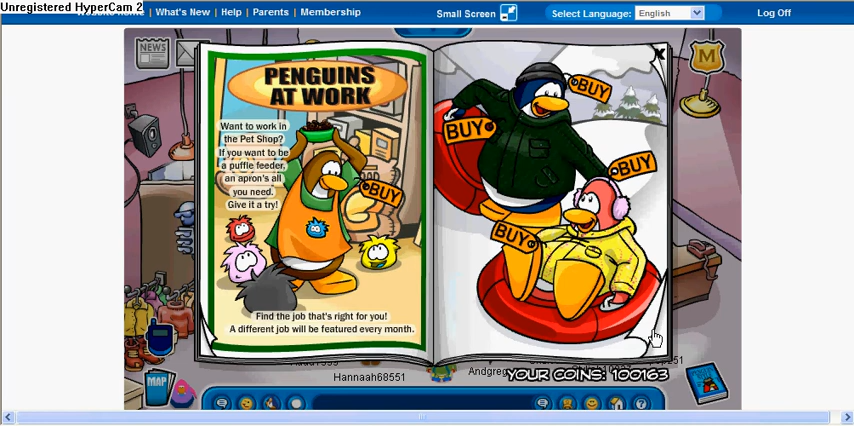 Unregistered HyperCam 2
| What's New | Help | Parents | Membership
Small Screen
Select Language: English
Log Off
NEWS
M
PENGUINS
AT WORK
Want to work in
the Pet Shop?
If you want to be
a puffle feeder,
an apron's all
you need.
Give it a try!
BUY
Find the job that's right for you!
A different job will be featured every month.
X
BUY
BUY
BUY
BUY
MAP
Hannaah68551
YOUR COINS: 100163